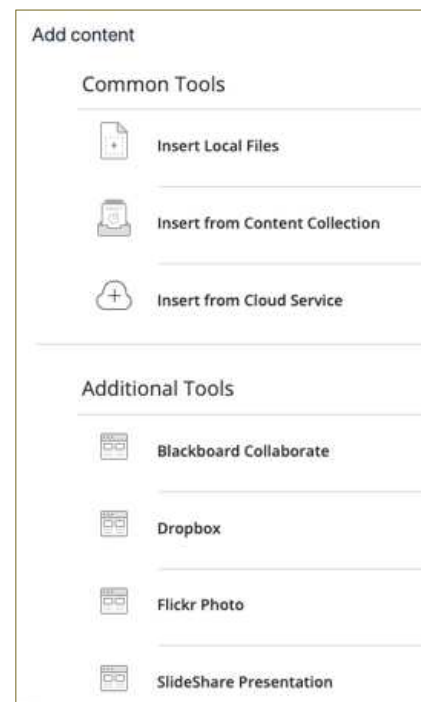 Add content
Common Tools
Insert Local Files
Insert from Content Collection
Insert from Cloud Service
Additional Tools
Blackboard Collaborate
Dropbox
Flickr Photo
SlideShare Presentation